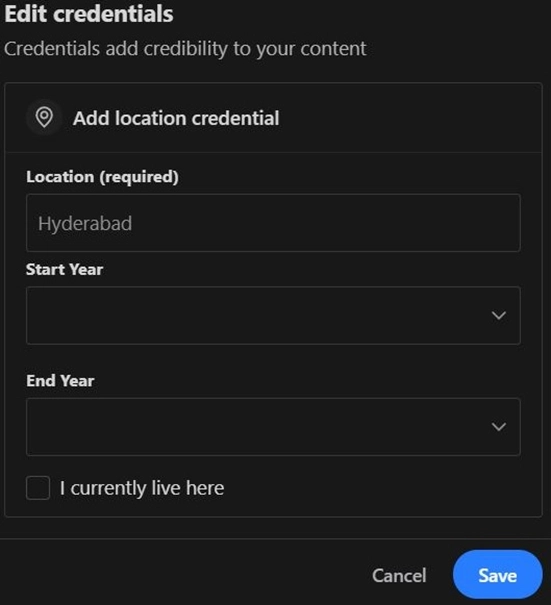 Edit credentials
Credentials add credibility to your content
Add location credential
Location (required)
Hyderabad
Start Year
End Year
I currently live here
Cancel
Save